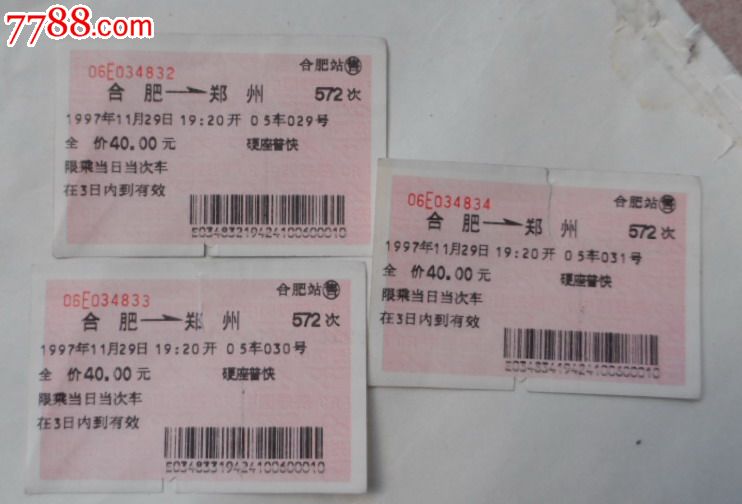 7788.com
06E034832
合肥站售
合肥→郑州 572次
1997年11月29日 19:20开 05车029号
全 价40.00元 硬座普快
限乘当日当次车
在3日内到有效
E0348321942410060010
06E034834
合肥站售
合肥→郑州 572次
1997年11月29日 19:20开 05车031号
全 价40.00元 硬座普快
限乘当日当次车
在3日内到有效
E03483419424100600010
06E034833
合肥站售
合肥→郑州 572次
1997年11月29日 19:20开 05车030号
全 价40.00元 硬座普快
限乘当日当次车
在3日内到有效
E03483319424100600010